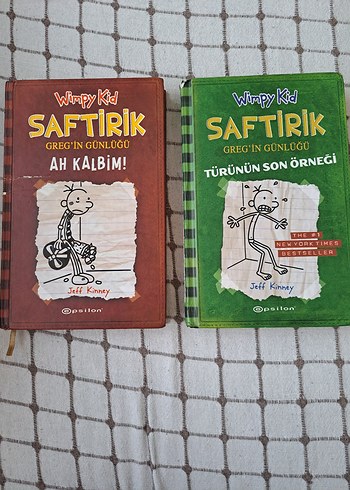 Wimpy Kid
SAFTİRİK
GREG'İN GÜNLÜĞÜ
AH KALBİM!
Jeff Kinney
epsilon
Wimpy Kid
SAFTİRİK
GREG'İN GÜNLÜĞÜ
TÜRÜNÜN SON ÖRNEĞİ
THE #1
NEW YORK TIMES
BESTSELLER
Jeff Kinney
epsilon